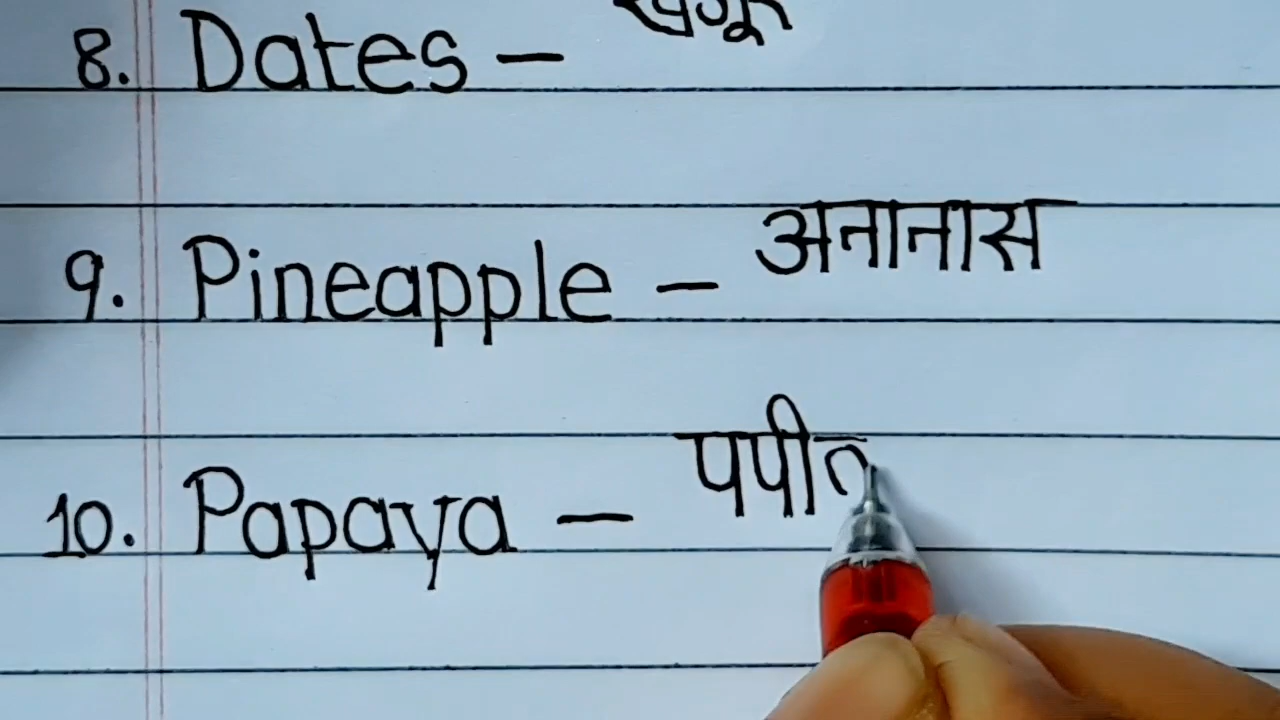 8. Dates –
9. Pineapple – अनानास
10. Papaya – पपीत